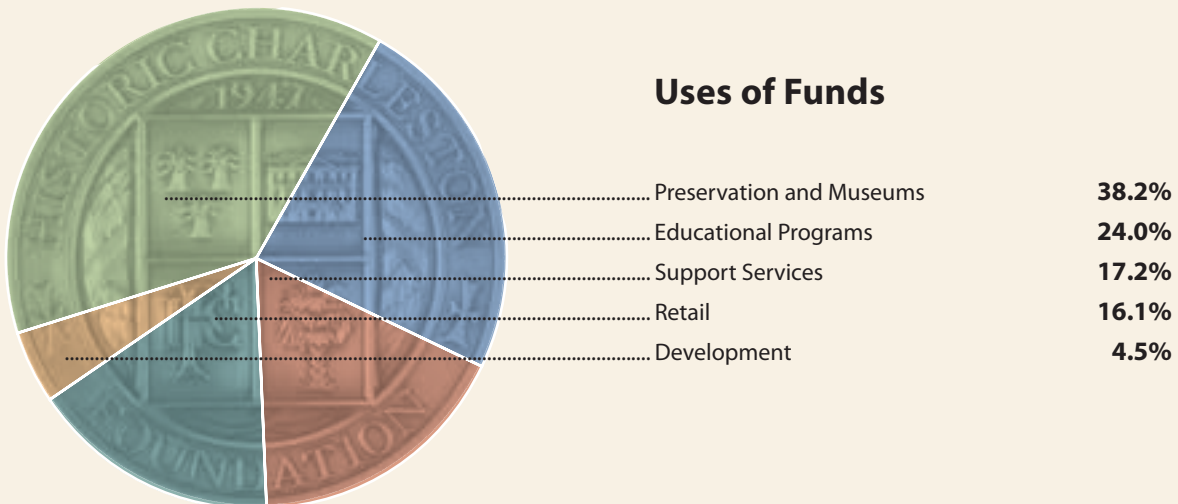 HISTORIC CHARLESTON
1947
FOUNDATION
Uses of Funds
Preservation and Museums 38.2%
Educational Programs 24.0%
Support Services 17.2%
Retail 16.1%
Development 4.5%